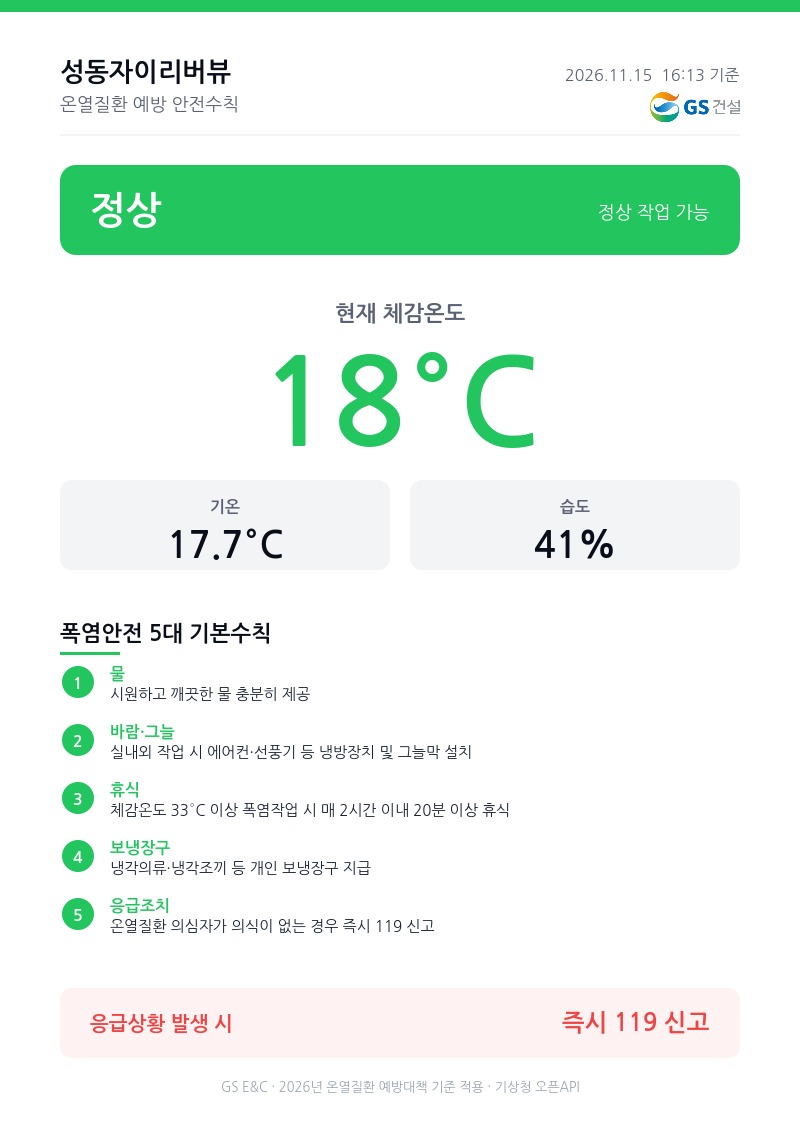 성동자이리버뷰
2026.11.15 16:13 기준
온열질환 예방 안전수칙
GS건설
정상
정상 작업 가능
현재 체감온도
18°C
기온
습도
17.7°C
41%
폭염안전 5대 기본수칙
1
물
시원하고 깨끗한 물 충분히 제공
2
바람·그늘
실내외 작업 시 에어컨·선풍기 등 냉방장치 및 그늘막 설치
3
휴식
체감온도 33°C 이상 폭염작업 시 매 2시간 이내 20분 이상 휴식
4
보냉장구
냉각의류·냉각조끼 등 개인 보냉장구 지급
5
응급조치
온열질환 의심자가 의식이 없는 경우 즉시 119 신고
응급상황 발생 시
즉시 119 신고
GS E&C · 2026년 온열질환 예방대책 기준 적용 · 기상청 오픈API